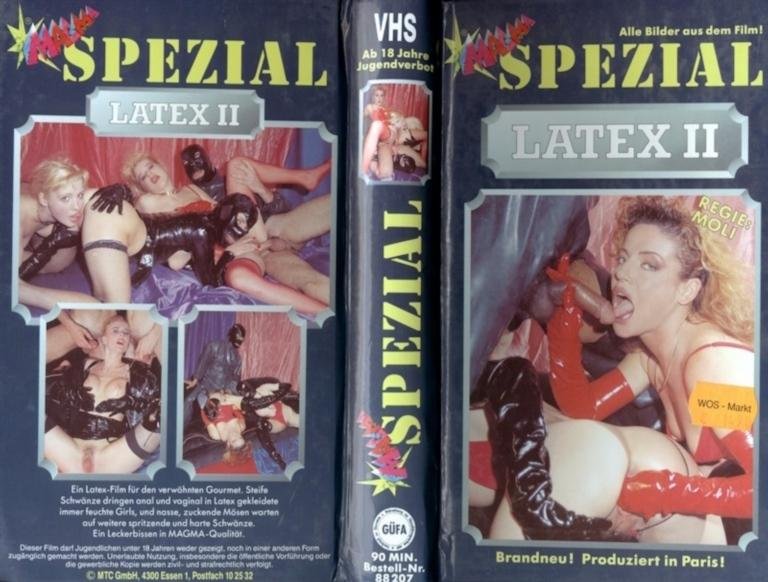 MAGMA
SPEZIAL
LATEX II
Ein Latex-Film für den verwöhnten Gourmet. Steife
Schwänze dringen anal und vaginal in Latex gekleidete
immer feuchte Girls, und nasse, zuckende Mösen warten
auf weitere spritzende und harte Schwänze.
Ein Leckerbissen in MAGMA-Qualität.
Dieser Film darf Jugendlichen unter 18 Jahren weder gezeigt, noch in einer anderen Form
zugänglich gemacht werden. Unerlaubte Nutzung, insbesondere die öffentliche Vorführung oder
die gewerbliche Kopie werden zivil- und strafrechtlich verfolgt.
© MTC GmbH, 4300 Essen 1, Postfach 10 25 32
VHS
Ab 18 Jahre
Jugendverbot
MAGMA
SPEZIAL
GÜFA
90 MIN.
Bestell-Nr.
88207
Alle Bilder aus dem Film!
MAGMA
SPEZIAL
LATEX II
REGIE:
MOLI
WOS - Markt
Brandneu! Produziert in Paris!